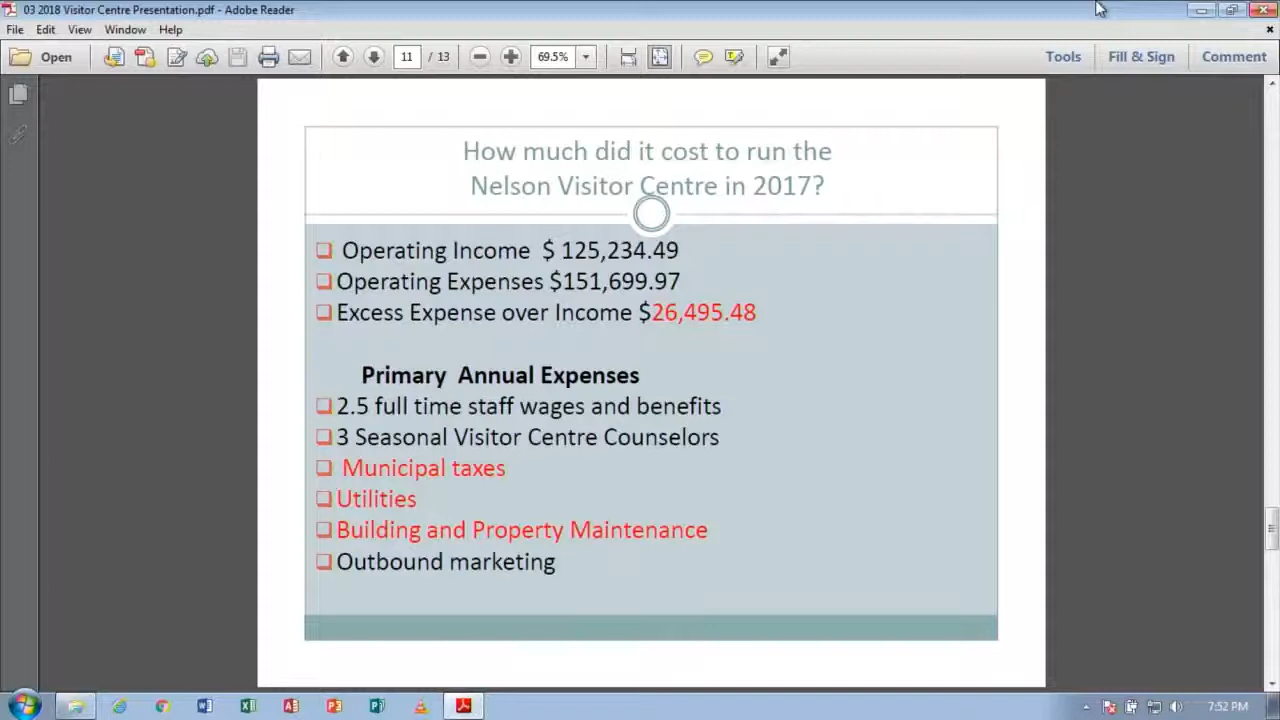 03 2018 Visitor Centre Presentation.pdf - Adobe Reader
File Edit View Window Help
Open 11 / 13 69.5% Tools Fill & Sign Comment
How much did it cost to run the
Nelson Visitor Centre in 2017?
Operating Income $ 125,234.49
Operating Expenses $151,699.97
Excess Expense over Income $26,495.48
Primary Annual Expenses
2.5 full time staff wages and benefits
3 Seasonal Visitor Centre Counselors
Municipal taxes
Utilities
Building and Property Maintenance
Outbound marketing
7:52 PM